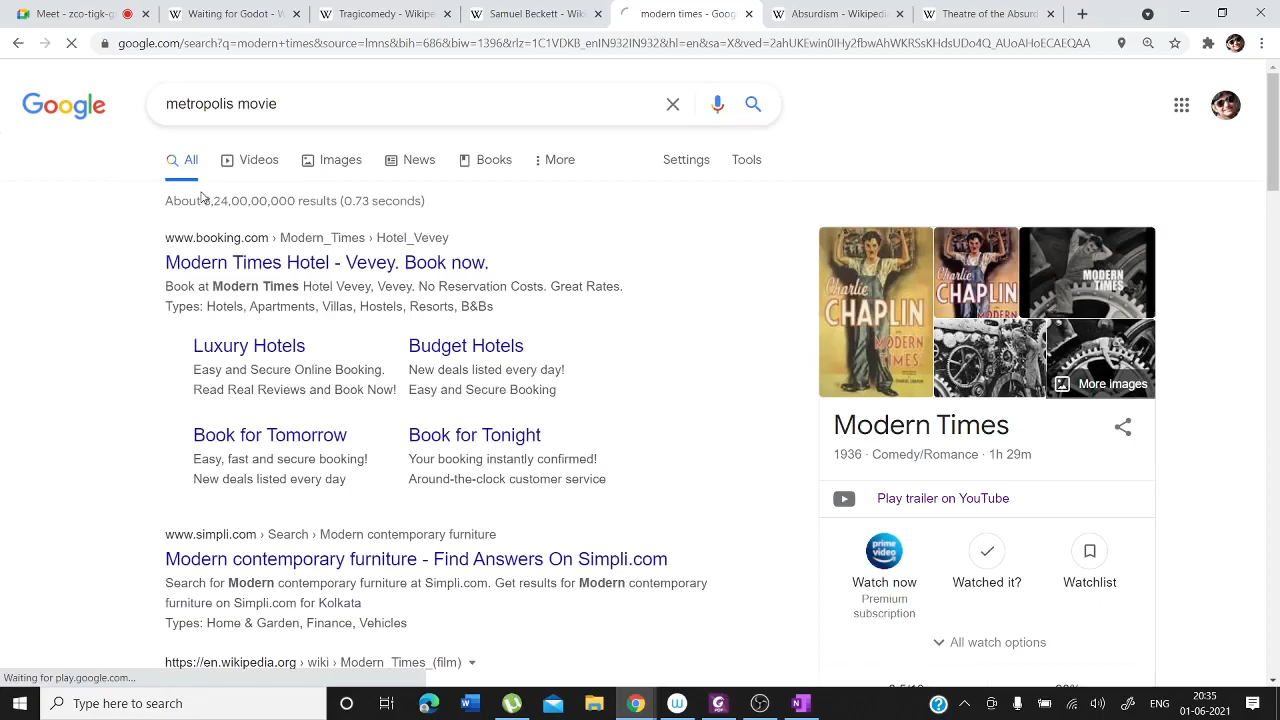 Zoo Meeting
metropolis movie - Wiki
Tragicomedy - Wikipe
Samuel Beckett - Wiki
modern times - Goog
Absurdism - Wikipedia
Theatre of the Absurd
google.com/search?q=modern+times&source=lmns&bih=686&biw=1396&rlz=1C1VDKB_enIN932IN932&hl=en&sa=X&ved=2ahUKEwin0IHy2fbwAhWKRSsKHdsUDo4Q_AUoAHoECAEQAA
Google
metropolis movie
All
Videos
Images
News
Books
More
Settings
Tools
About 3,24,00,00,000 results (0.73 seconds)
www.booking.com › Modern_Times › Hotel_Vevey
Modern Times Hotel - Vevey. Book now.
Book at Modern Times Hotel Vevey, Vevey. No Reservation Costs. Great Rates.
Types: Hotels, Apartments, Villas, Hostels, Resorts, B&Bs
Luxury Hotels
Easy and Secure Online Booking.
Read Real Reviews and Book Now!
Budget Hotels
New deals listed every day!
Easy and Secure Booking
Book for Tomorrow
Easy, fast and secure booking!
New deals listed every day
Book for Tonight
Your booking instantly confirmed!
Around-the-clock customer service
www.simpli.com › Search › Modern contemporary furniture
Modern contemporary furniture - Find Answers On Simpli.com
Search for Modern contemporary furniture at Simpli.com. Get results for Modern contemporary
furniture on Simpli.com for Kolkata
Types: Home & Garden, Finance, Vehicles
https://en.wikipedia.org › wiki › Modern_Times_(film)
CHARLIE
CHAPLIN
MODERN
TIMES
CHARLIE
CHAPLIN
MODERN
MODERN
TIMES
More images
Modern Times
1936 · Comedy/Romance · 1h 29m
Play trailer on YouTube
prime
video
Watch now
Premium
subscription
Watched it?
Watchlist
All watch options
Waiting for play.google.com...
Type here to search
ENG
20:35
01-06-2021